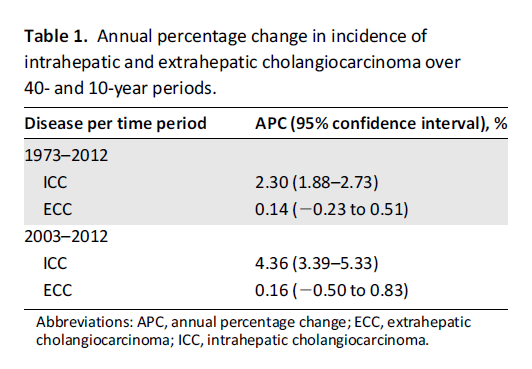 Table 1. Annual percentage change in incidence of
intrahepatic and extrahepatic cholangiocarcinoma over
40- and 10-year periods.
Disease per time period APC (95% confidence interval), %
1973–2012
ICC 2.30 (1.88–2.73)
ECC 0.14 (−0.23 to 0.51)
2003–2012
ICC 4.36 (3.39–5.33)
ECC 0.16 (−0.50 to 0.83)
Abbreviations: APC, annual percentage change; ECC, extrahepatic
cholangiocarcinoma; ICC, intrahepatic cholangiocarcinoma.